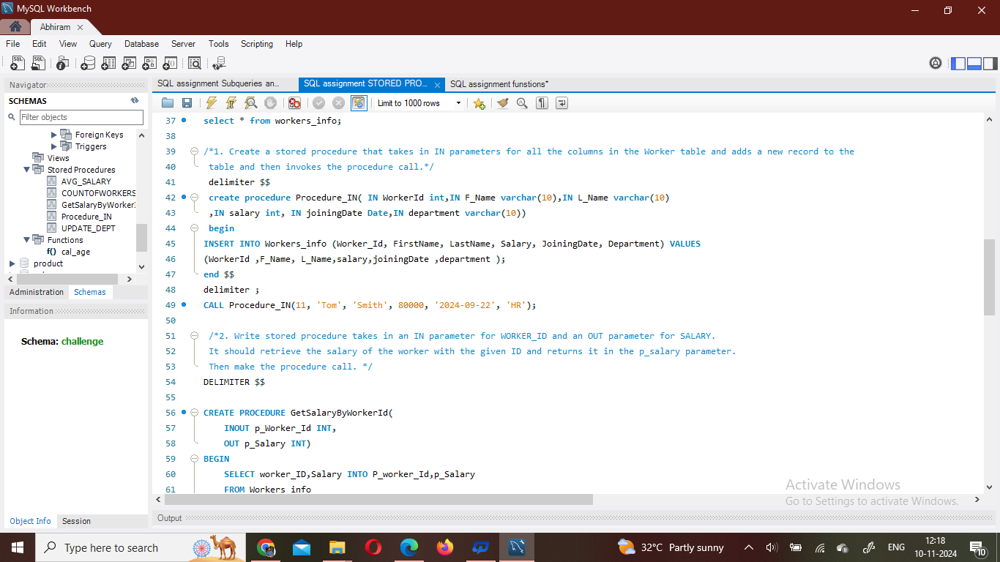 MySQL Workbench
Abhiram
File Edit View Query Database Server Tools Scripting Help
Navigator
SQL assignment Subqueries an...
SQL assignment STORED PRO...
SQL assignment funstions*
SCHEMAS
Filter objects
Limit to 1000 rows
Foreign Keys
Triggers
Views
Stored Procedures
AVG_SALARY
COUNTOFWORKERS
GetSalaryByWorkerI
Procedure_IN
UPDATE_DEPT
Functions
f() cal_age
product
Administration Schemas
Information
Schema: challenge
Object Info Session
37 select * from workers_info;
38
39 /*1. Create a stored procedure that takes in IN parameters for all the columns in the Worker table and adds a new record to the
40 table and then invokes the procedure call.*/
41 delimiter $$
42 create procedure Procedure_IN( IN WorkerId int,IN F_Name varchar(10),IN L_Name varchar(10)
43 ,IN salary int, IN joiningDate Date,IN department varchar(10))
44 begin
45 INSERT INTO Workers_info (Worker_Id, FirstName, LastName, Salary, JoiningDate, Department) VALUES
46 (WorkerId ,F_Name, L_Name,salary,joiningDate ,department );
47 end $$
48 delimiter ;
49 CALL Procedure_IN(11, 'Tom', 'Smith', 80000, '2024-09-22', 'HR');
50
51 /*2. Write stored procedure takes in an IN parameter for WORKER_ID and an OUT parameter for SALARY.
52 It should retrieve the salary of the worker with the given ID and returns it in the p_salary parameter.
53 Then make the procedure call. */
54 DELIMITER $$
55
56 CREATE PROCEDURE GetSalaryByWorkerId(
57 INOUT p_Worker_Id INT,
58 OUT p_Salary INT)
59 BEGIN
60 SELECT worker_ID,Salary INTO P_worker_Id,p_Salary
61 FROM Workers_info
Activate Windows
Go to Settings to activate Windows.
Output
Type here to search
32°C Partly sunny
ENG
12:18
10-11-2024
10